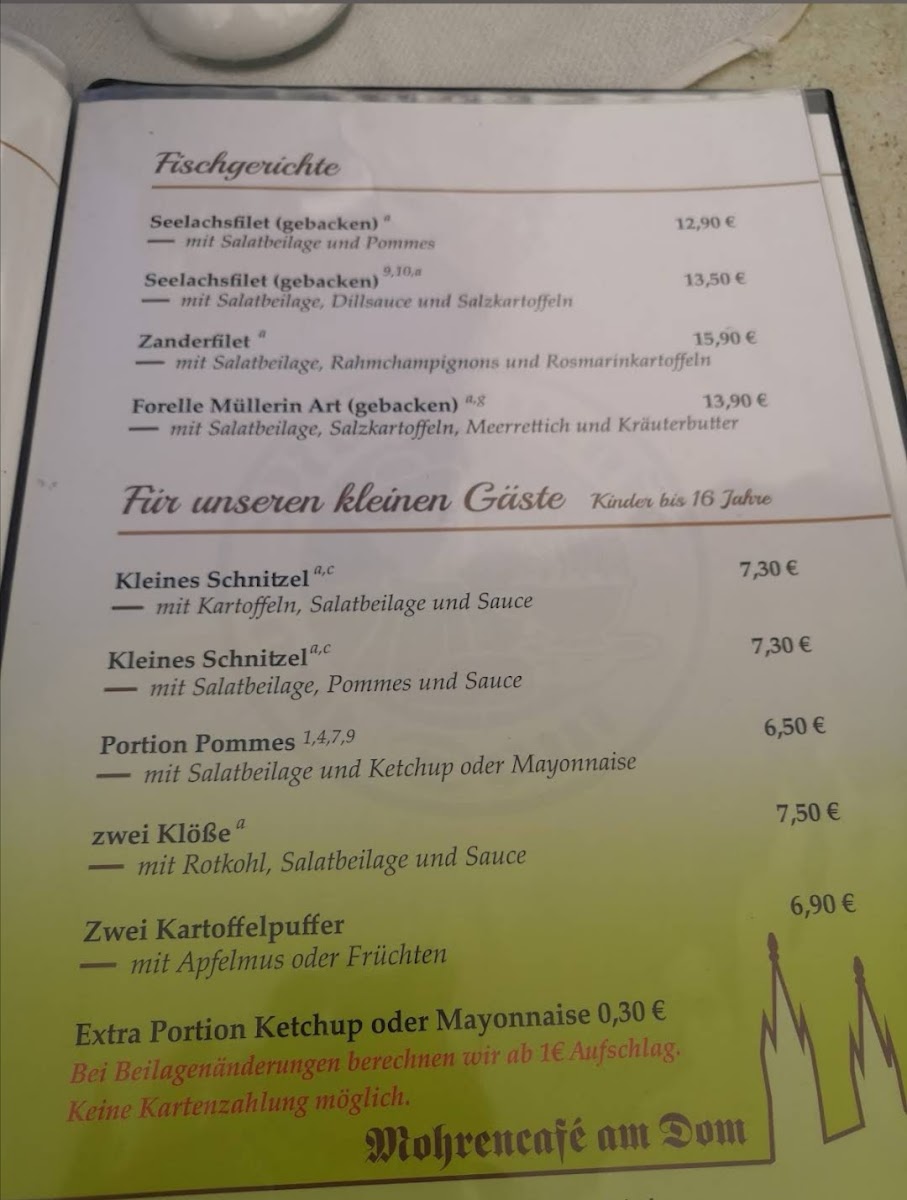 Fischgerichte
Seelachsfilet (gebacken) a 12,90 €
mit Salatbeilage und Pommes
Seelachsfilet (gebacken) 9,10,a 13,50 €
mit Salatbeilage, Dillsauce und Salzkartoffeln
Zanderfilet a 15,90 €
mit Salatbeilage, Rahmchampignons und Rosmarinkartoffeln
Forelle Müllerin Art (gebacken) a,g 13,90 €
mit Salatbeilage, Salzkartoffeln, Meerrettich und Kräuterbutter
Für unseren kleinen Gäste Kinder bis 16 Jahre
Kleines Schnitzel a,c 7,30 €
mit Kartoffeln, Salatbeilage und Sauce
Kleines Schnitzel a,c 7,30 €
mit Salatbeilage, Pommes und Sauce
Portion Pommes 1,4,7,9 6,50 €
mit Salatbeilage und Ketchup oder Mayonnaise
zwei Klöße a 7,50 €
mit Rotkohl, Salatbeilage und Sauce
Zwei Kartoffelpuffer 6,90 €
mit Apfelmus oder Früchten
Extra Portion Ketchup oder Mayonnaise 0,30 €
Bei Beilagenänderungen berechnen wir ab 1€ Aufschlag.
Keine Kartenzahlung möglich.
Mohrencafé am Dom